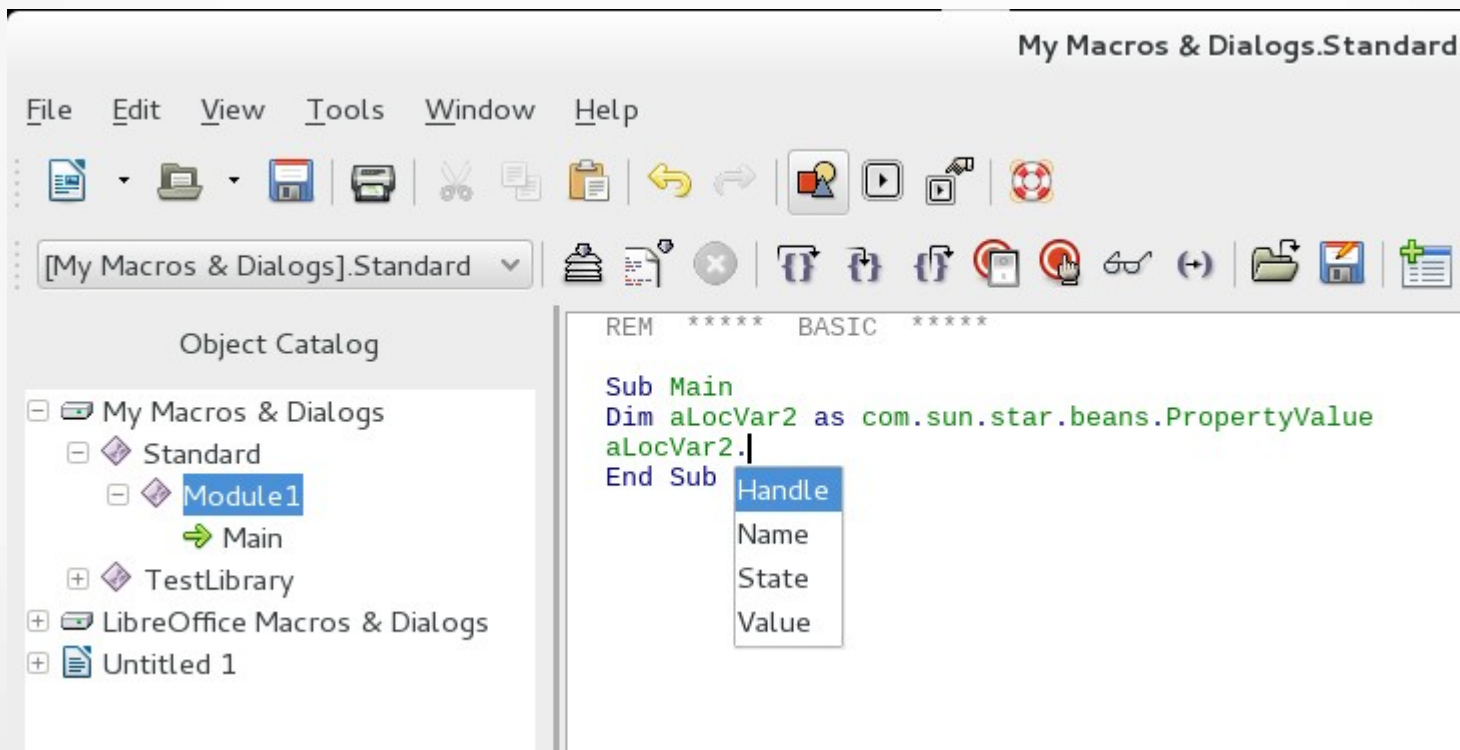 My Macros & Dialogs.Standard
File Edit View Tools Window Help
[My Macros & Dialogs].Standard
Object Catalog
My Macros & Dialogs
Standard
Module1
Main
TestLibrary
LibreOffice Macros & Dialogs
Untitled 1
REM ***** BASIC *****
Sub Main
Dim aLocVar2 as com.sun.star.beans.PropertyValue
aLocVar2.
End Sub
Handle
Name
State
Value